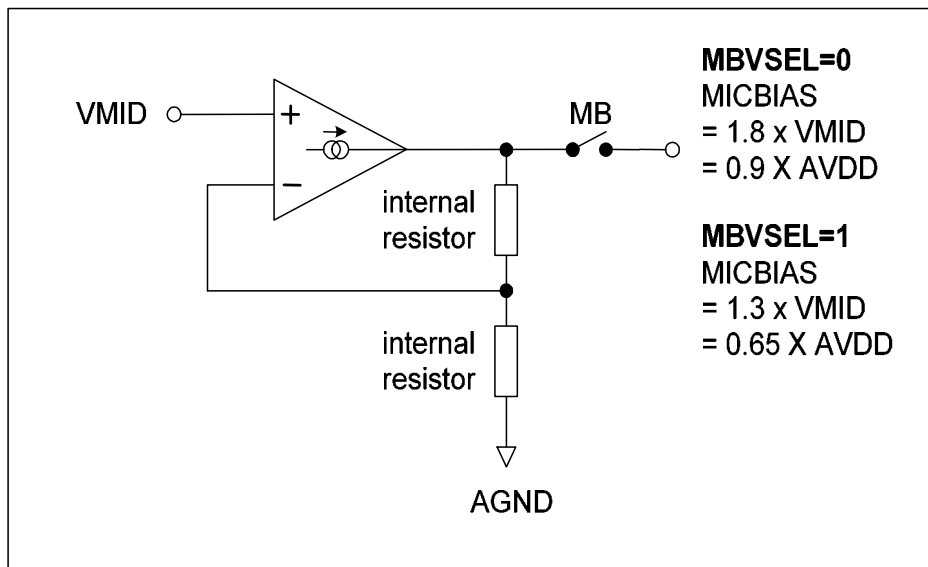 VMID
+
−
MB
internal
resistor
internal
resistor
AGND
MBVSEL=0
MICBIAS
= 1.8 x VMID
= 0.9 X AVDD
MBVSEL=1
MICBIAS
= 1.3 x VMID
= 0.65 X AVDD